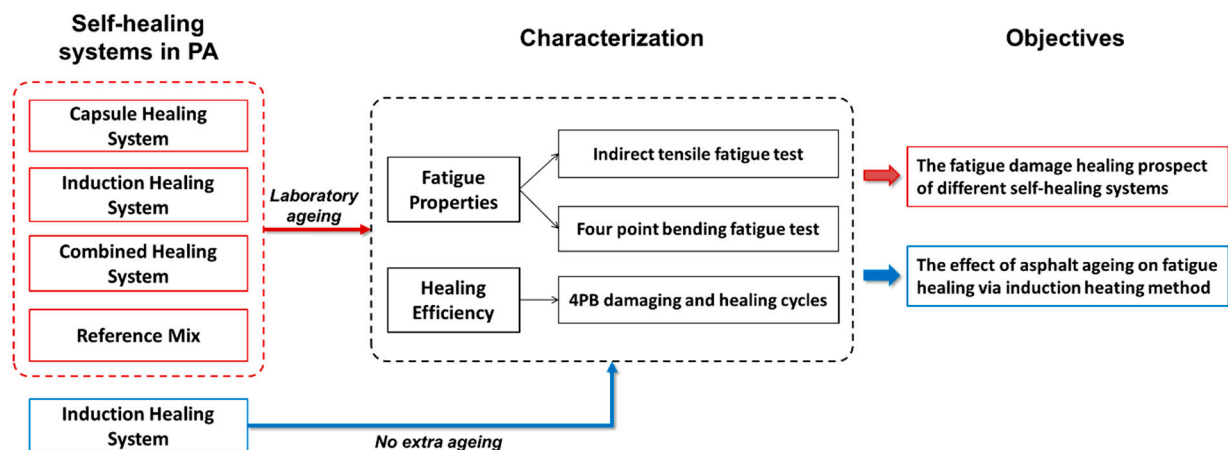 Self-healing
systems in PA
Characterization
Objectives
Capsule Healing
System
Induction Healing
System
Combined Healing
System
Reference Mix
Induction Healing
System
Laboratory
ageing
No extra ageing
Fatigue
Properties
Healing
Efficiency
Indirect tensile fatigue test
Four point bending fatigue test
4PB damaging and healing cycles
The fatigue damage healing prospect
of different self-healing systems
The effect of asphalt ageing on fatigue
healing via induction heating method